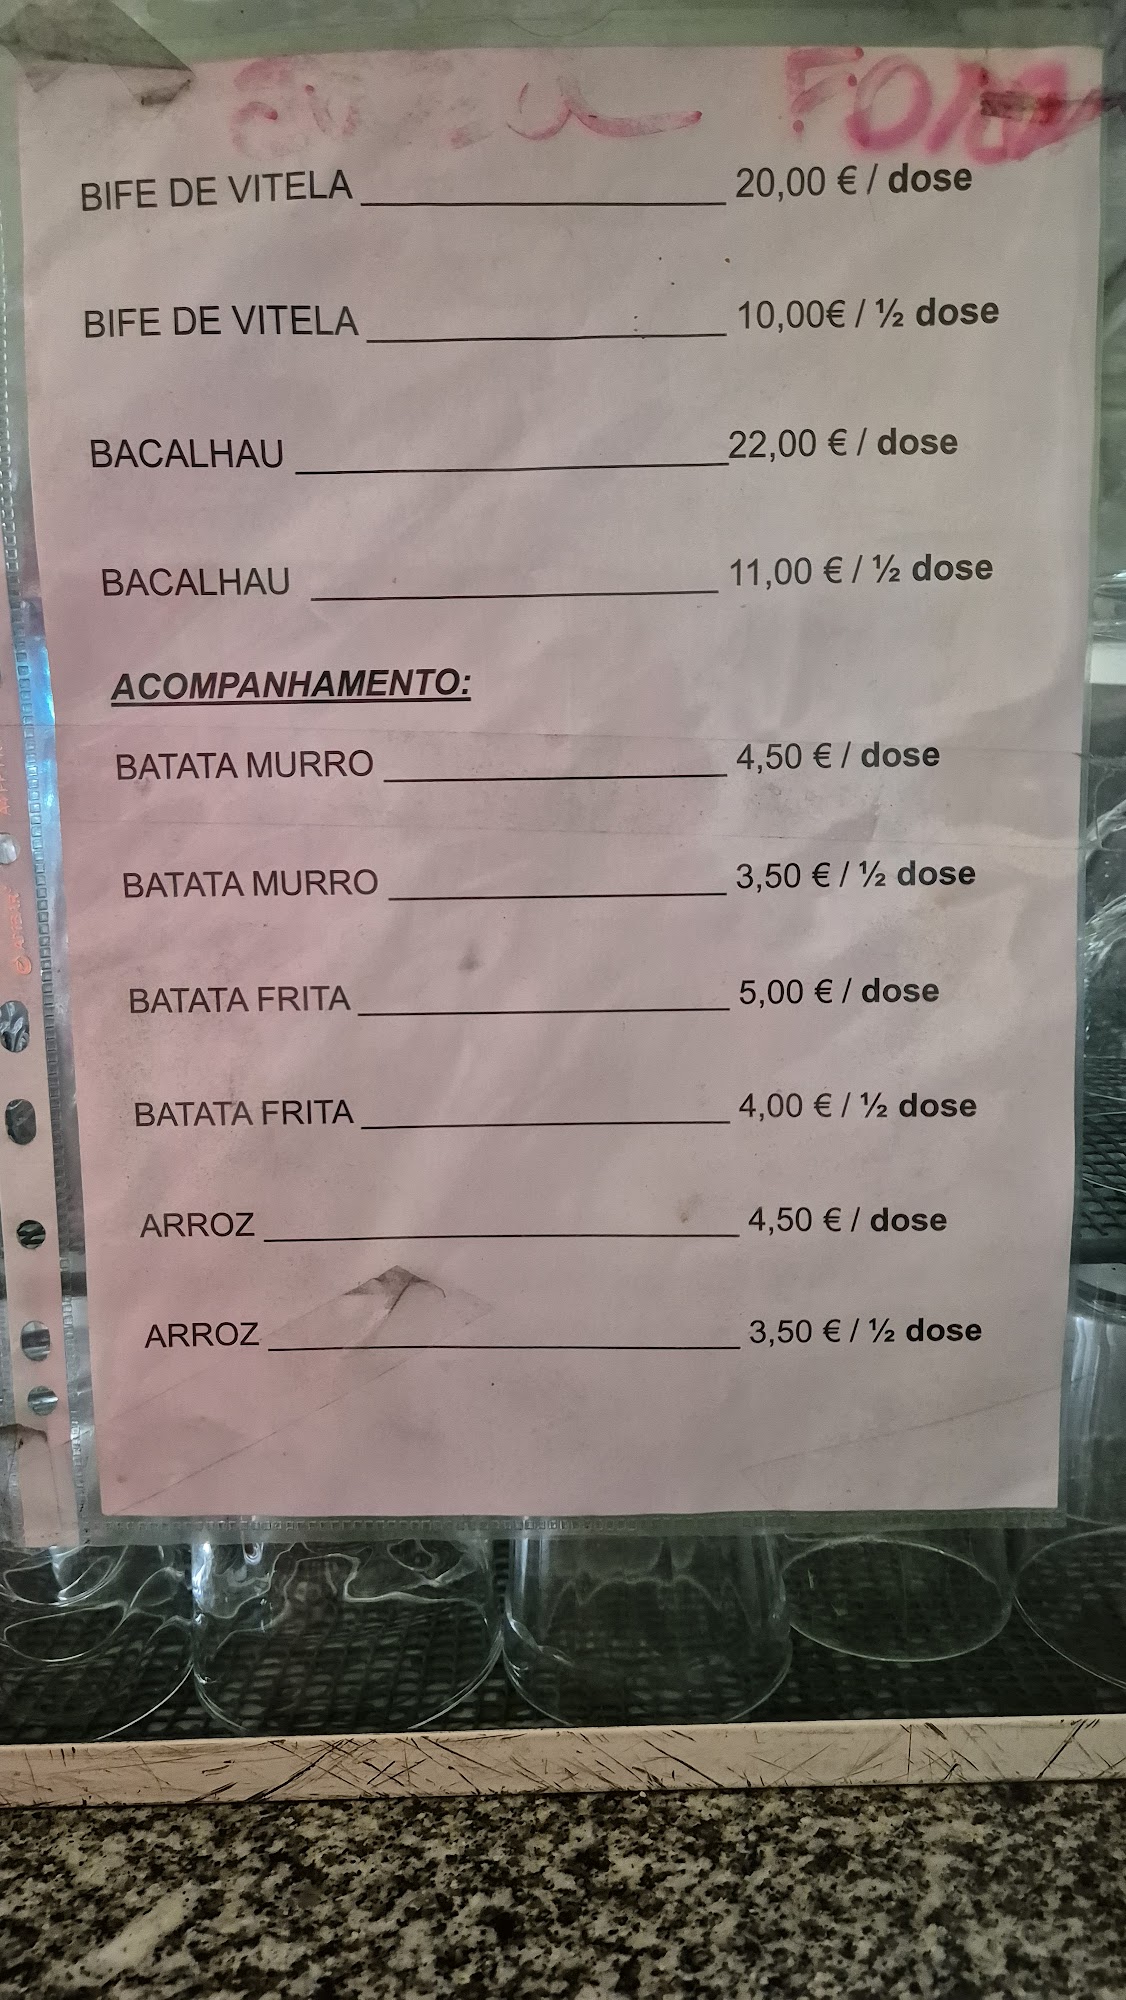 FORA
BIFE DE VITELA 20,00 € / dose
BIFE DE VITELA 10,00€ / ½ dose
BACALHAU 22,00 € / dose
BACALHAU 11,00 € / ½ dose
ACOMPANHAMENTO:
BATATA MURRO 4,50 € / dose
BATATA MURRO 3,50 € / ½ dose
BATATA FRITA 5,00 € / dose
BATATA FRITA 4,00 € / ½ dose
ARROZ 4,50 € / dose
ARROZ 3,50 € / ½ dose